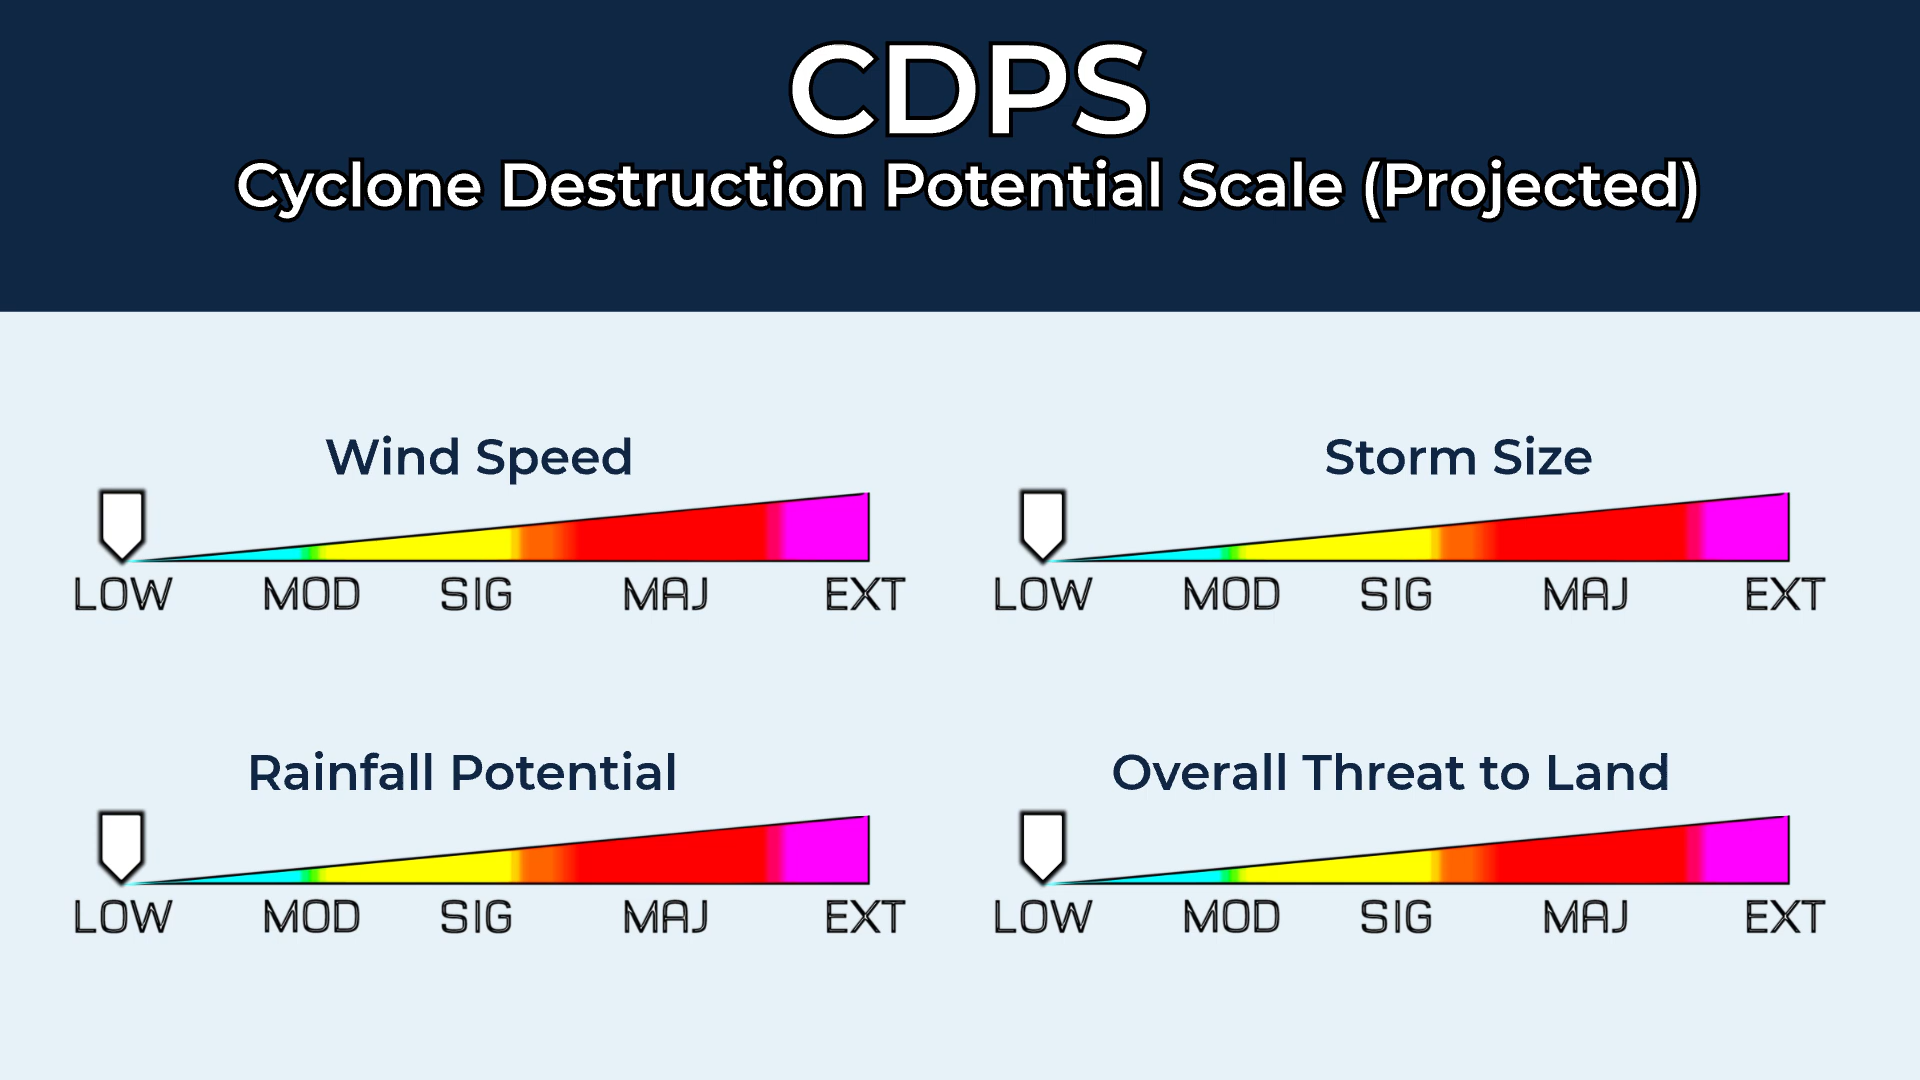 CDPS
Cyclone Destruction Potential Scale (Projected)
Wind Speed
LOW MOD SIG MAJ EXT
Storm Size
LOW MOD SIG MAJ EXT
Rainfall Potential
LOW MOD SIG MAJ EXT
Overall Threat to Land
LOW MOD SIG MAJ EXT